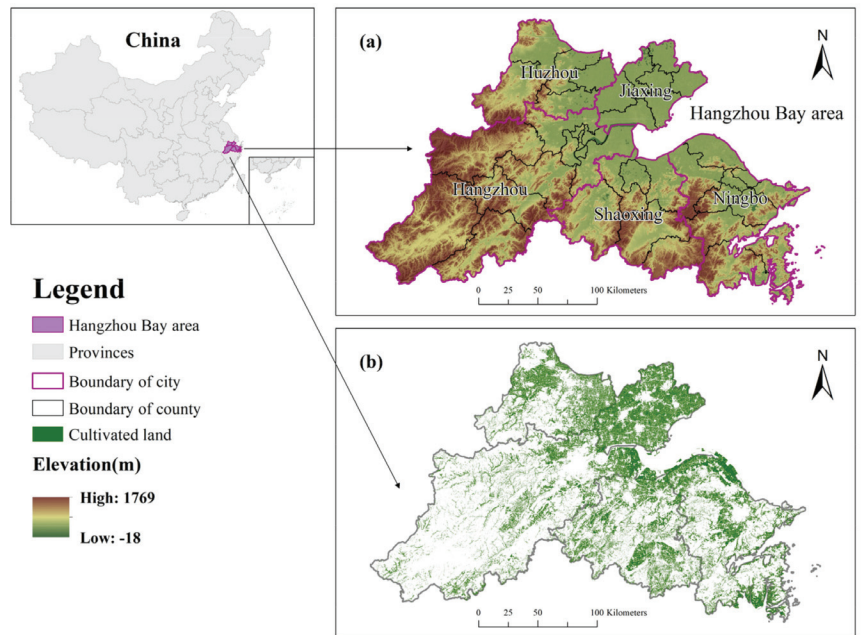 China
(a)
N
Huzhou
Jiaxing
Hangzhou Bay area
Hangzhou
Shaoxing
Ningbo
0 25 50 100 Kilometers
Legend
Hangzhou Bay area
Provinces
Boundary of city
Boundary of county
Cultivated land
Elevation(m)
High: 1769
Low: -18
(b)
N
0 25 50 100 Kilometers